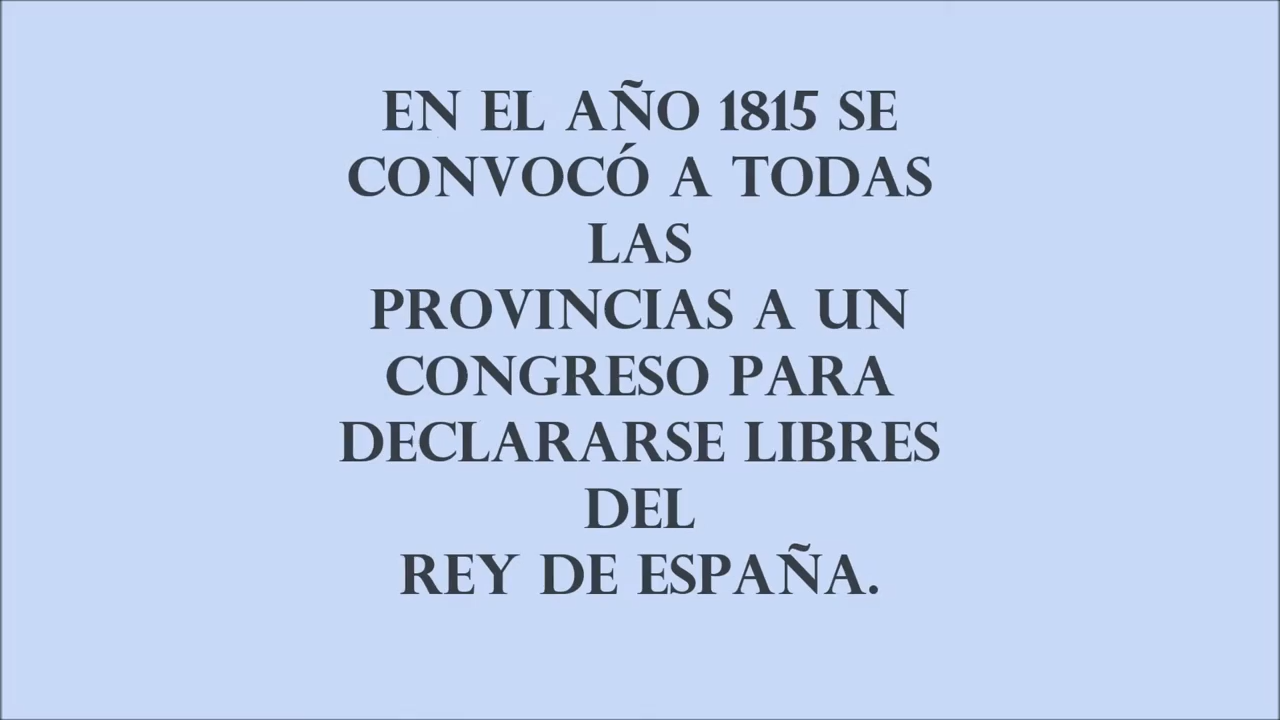 EN EL AÑO 1815 SE
CONVOCÓ A TODAS
LAS
PROVINCIAS A UN
CONGRESO PARA
DECLARARSE LIBRES
DEL
REY DE ESPAÑA.